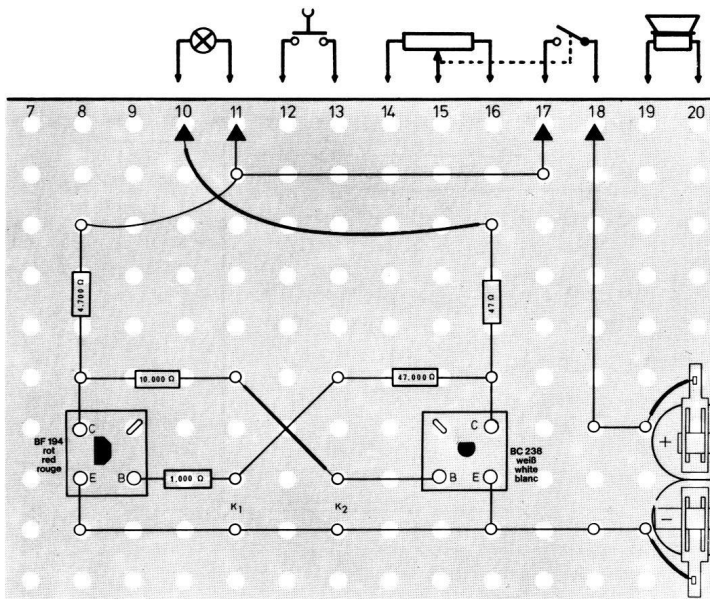 7 8 9 10 11 12 13 14 15 16 17 18 19 20
4.700 Ω
47 Ω
10.000 Ω
47.000 Ω
BF 194
rot
red
rouge
C
E
B
1.000 Ω
C
B
E
BC 238
weiß
white
blanc
+
−
K1
K2